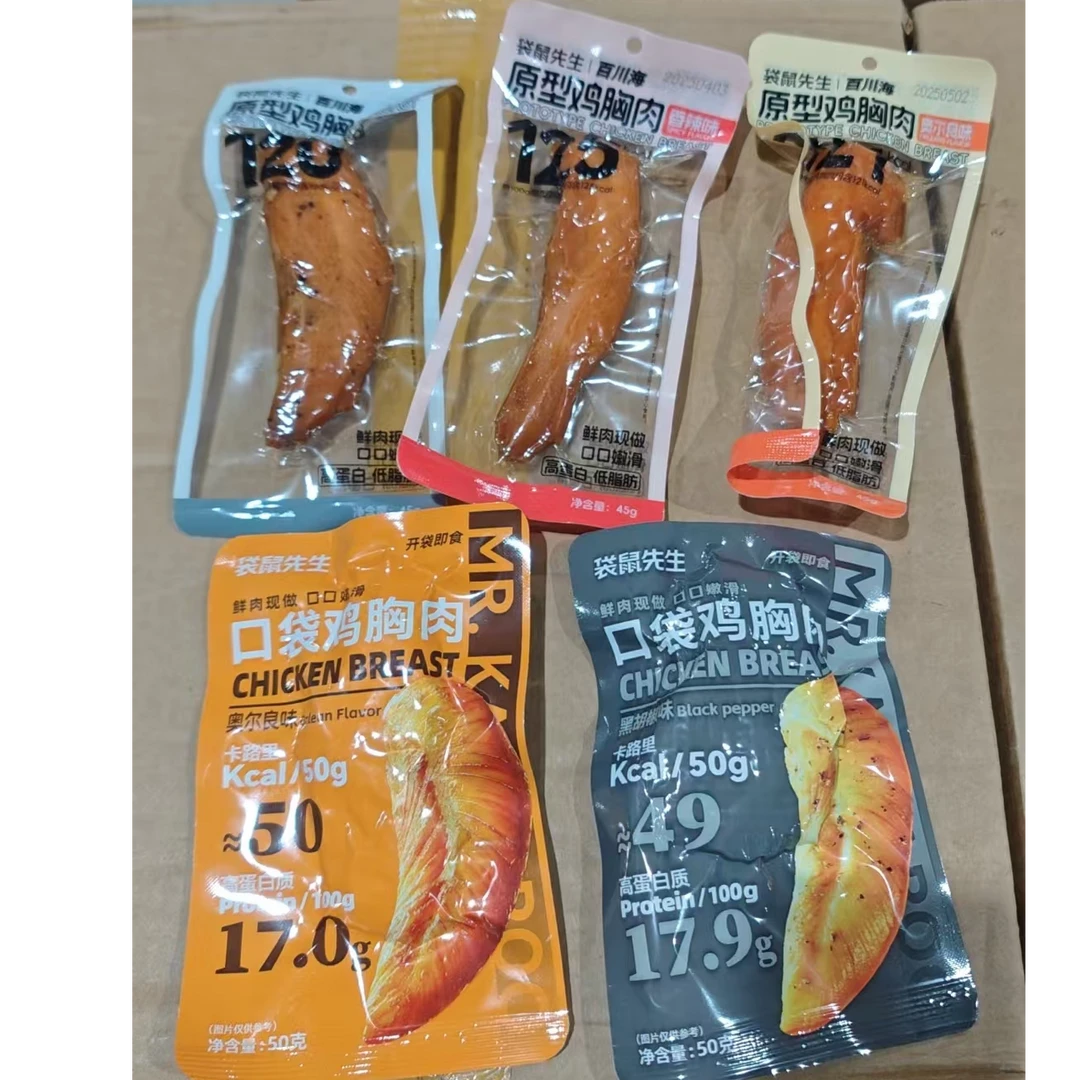 袋鼠先生 | 百川海
原型鸡胸
鲜肉现做
口口嫩滑
高蛋白 低脂肪
袋鼠先生 | 百川海
原型鸡胸肉
香辣味
CHICKEN BREAST
鲜肉现做
口口嫩滑
高蛋白 低脂肪
净含量: 45g
袋鼠先生 | 百川海
20250502
原型鸡胸肉
奥尔良味
CHICKEN BREAST
鲜肉现做
口口嫩滑
低脂肪
净含量: 45g
袋鼠先生
开袋即食
鲜肉现做 口口嫩滑
口袋鸡胸肉
CHICKEN BREAST
奥尔良味 Flavor
卡路里
Kcal/50g
≈50
高蛋白质
Protein/100g
17.0g
(图片仅供参考)
净含量:50克
MR.
袋鼠先生
开袋即食
鲜肉现做 口口嫩滑
口袋鸡胸
CHICKEN BREA
黑胡椒味 Black pepper
卡路里
Kcal/50g
≈49
高蛋白质
Protein/100g
17.9g
(图片仅供参考)
净含量:50克
MR.